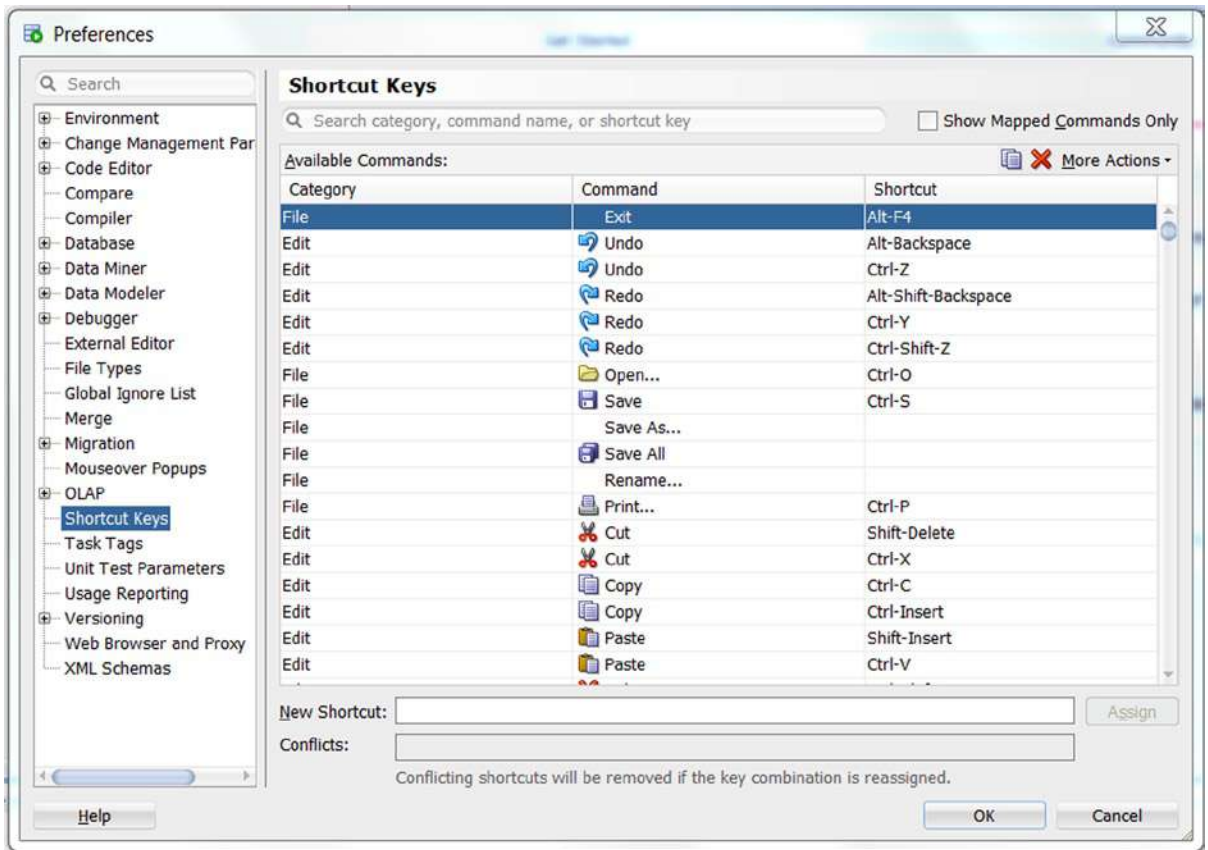 Preferences
Search
Environment
Change Management Par
Code Editor
Compare
Compiler
Database
Data Miner
Data Modeler
Debugger
External Editor
File Types
Global Ignore List
Merge
Migration
Mouseover Popups
OLAP
Shortcut Keys
Task Tags
Unit Test Parameters
Usage Reporting
Versioning
Web Browser and Proxy
XML Schemas
Shortcut Keys
Search category, command name, or shortcut key
Show Mapped Commands Only
Available Commands: More Actions
Category Command Shortcut
File Exit Alt-F4
Edit Undo Alt-Backspace
Edit Undo Ctrl-Z
Edit Redo Alt-Shift-Backspace
Edit Redo Ctrl-Y
Edit Redo Ctrl-Shift-Z
File Open... Ctrl-O
File Save Ctrl-S
File Save As...
File Save All
File Rename...
File Print... Ctrl-P
Edit Cut Shift-Delete
Edit Cut Ctrl-X
Edit Copy Ctrl-C
Edit Copy Ctrl-Insert
Edit Paste Shift-Insert
Edit Paste Ctrl-V
New Shortcut: Assign
Conflicts:
Conflicting shortcuts will be removed if the key combination is reassigned.
Help OK Cancel